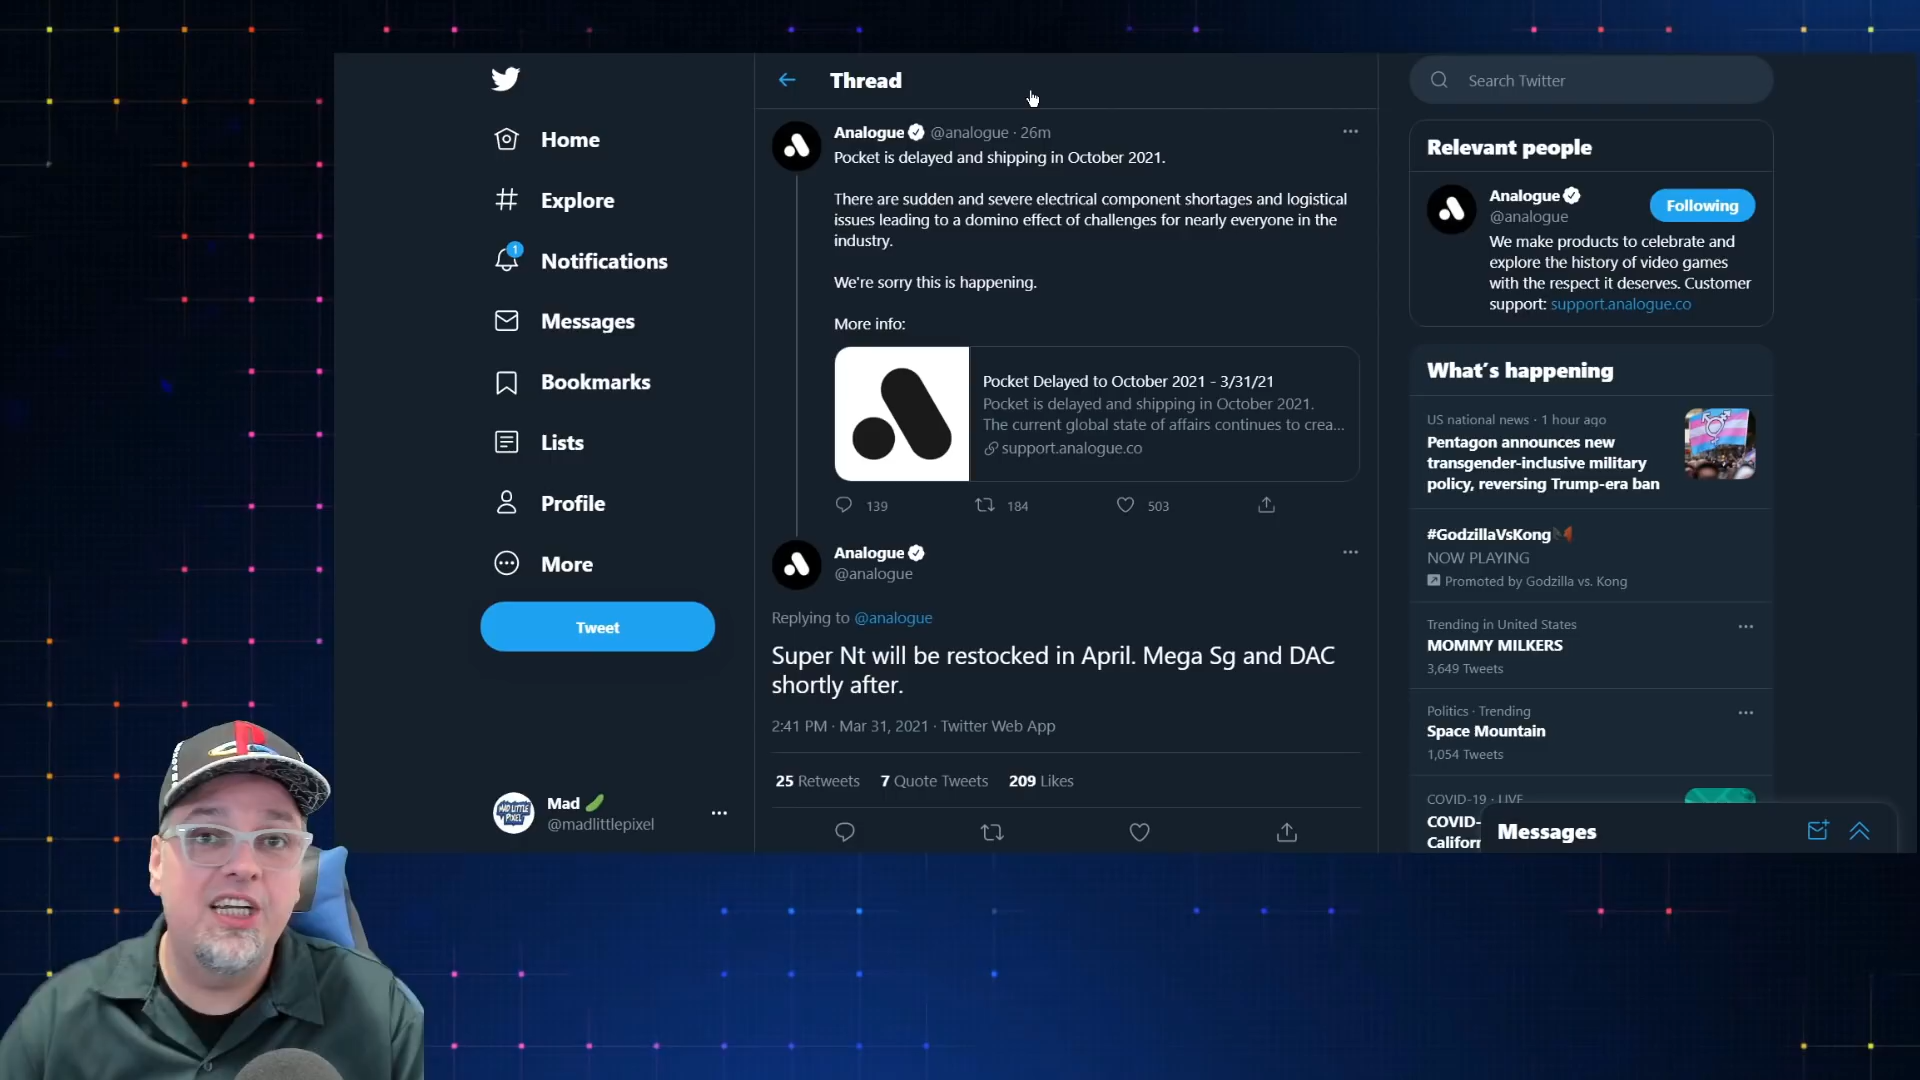 Home
Explore
1
Notifications
Messages
Bookmarks
Lists
Profile
More
Tweet
Mad
@madlittlepixel
MAD LITTLE
PIXEL
Thread
Analogue @analogue · 26m
Pocket is delayed and shipping in October 2021.
There are sudden and severe electrical component shortages and logistical
issues leading to a domino effect of challenges for nearly everyone in the
industry.
We're sorry this is happening.
More info:
Pocket Delayed to October 2021 - 3/31/21
Pocket is delayed and shipping in October 2021.
The current global state of affairs continues to crea...
support.analogue.co
139 184 503
Analogue
@analogue
Replying to @analogue
Super Nt will be restocked in April. Mega Sg and DAC
shortly after.
2:41 PM · Mar 31, 2021 · Twitter Web App
25 Retweets 7 Quote Tweets 209 Likes
Search Twitter
Relevant people
Analogue
@analogue
Following
We make products to celebrate and
explore the history of video games
with the respect it deserves. Customer
support: support.analogue.co
What's happening
US national news · 1 hour ago
Pentagon announces new
transgender-inclusive military
policy, reversing Trump-era ban
#GodzillaVsKong
NOW PLAYING
Promoted by Godzilla vs. Kong
Trending in United States
MOMMY MILKERS
3,649 Tweets
Politics · Trending
Space Mountain
1,054 Tweets
COVID-19 · LIVE
COVID-
Californ
Messages